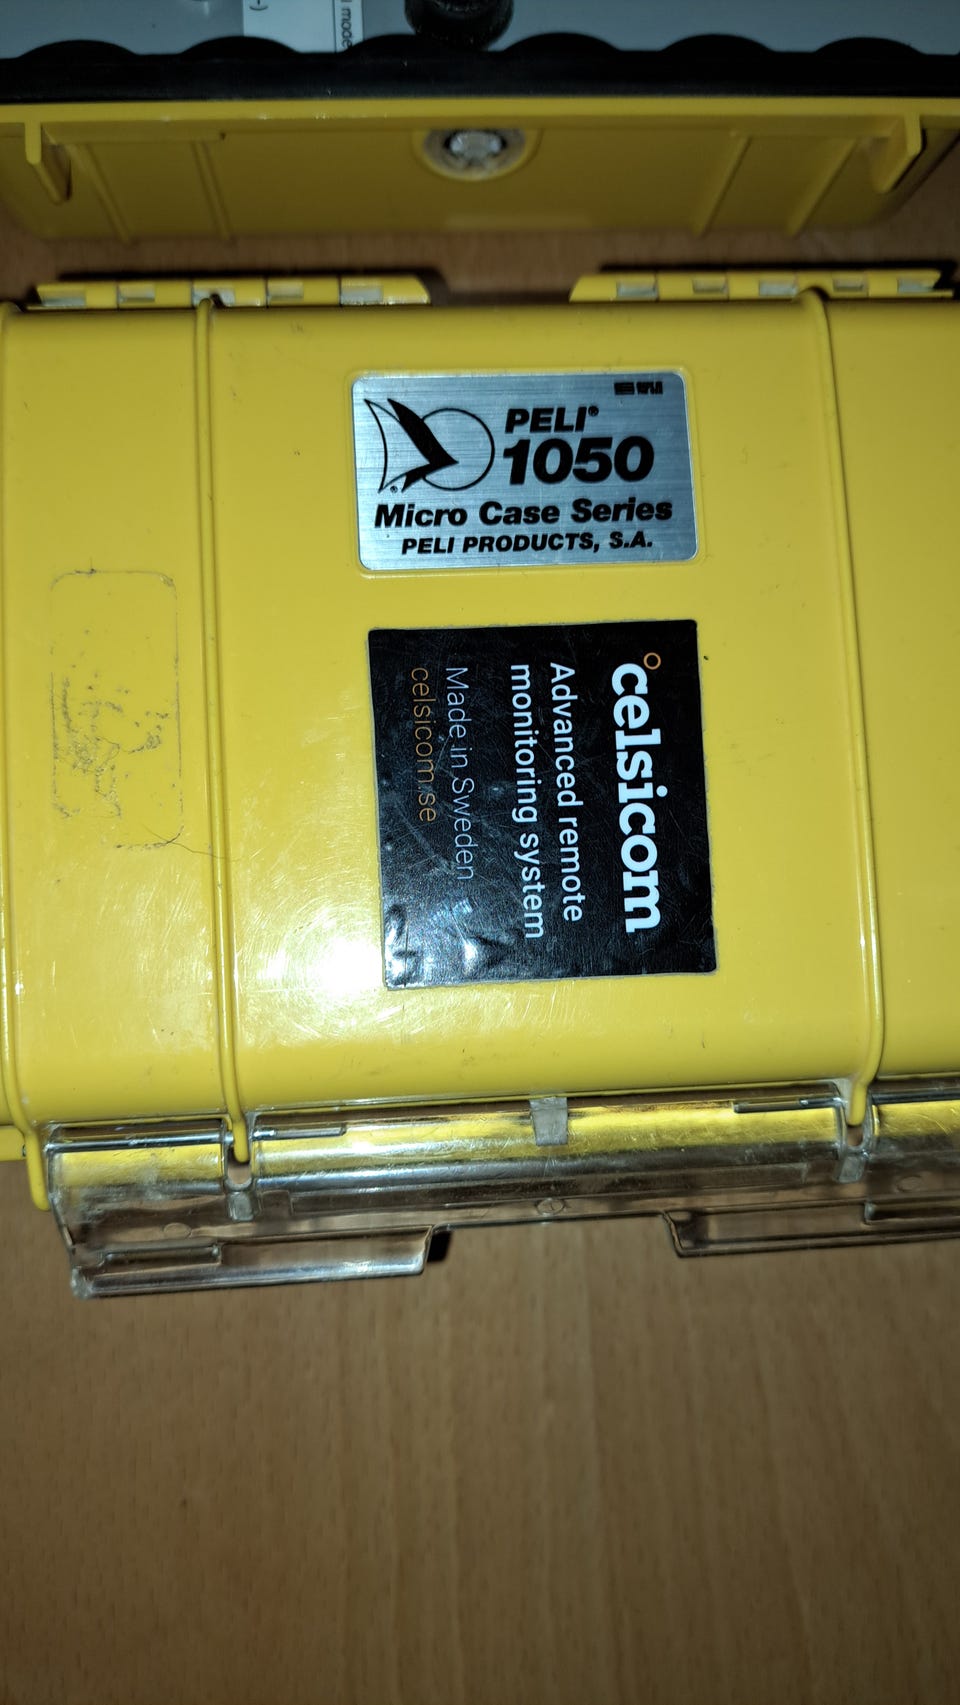 PELI®
1050
Micro Case Series
PELI PRODUCTS, S.A.
celsicom
Advanced remote
monitoring system
Made in Sweden
celsicom.se